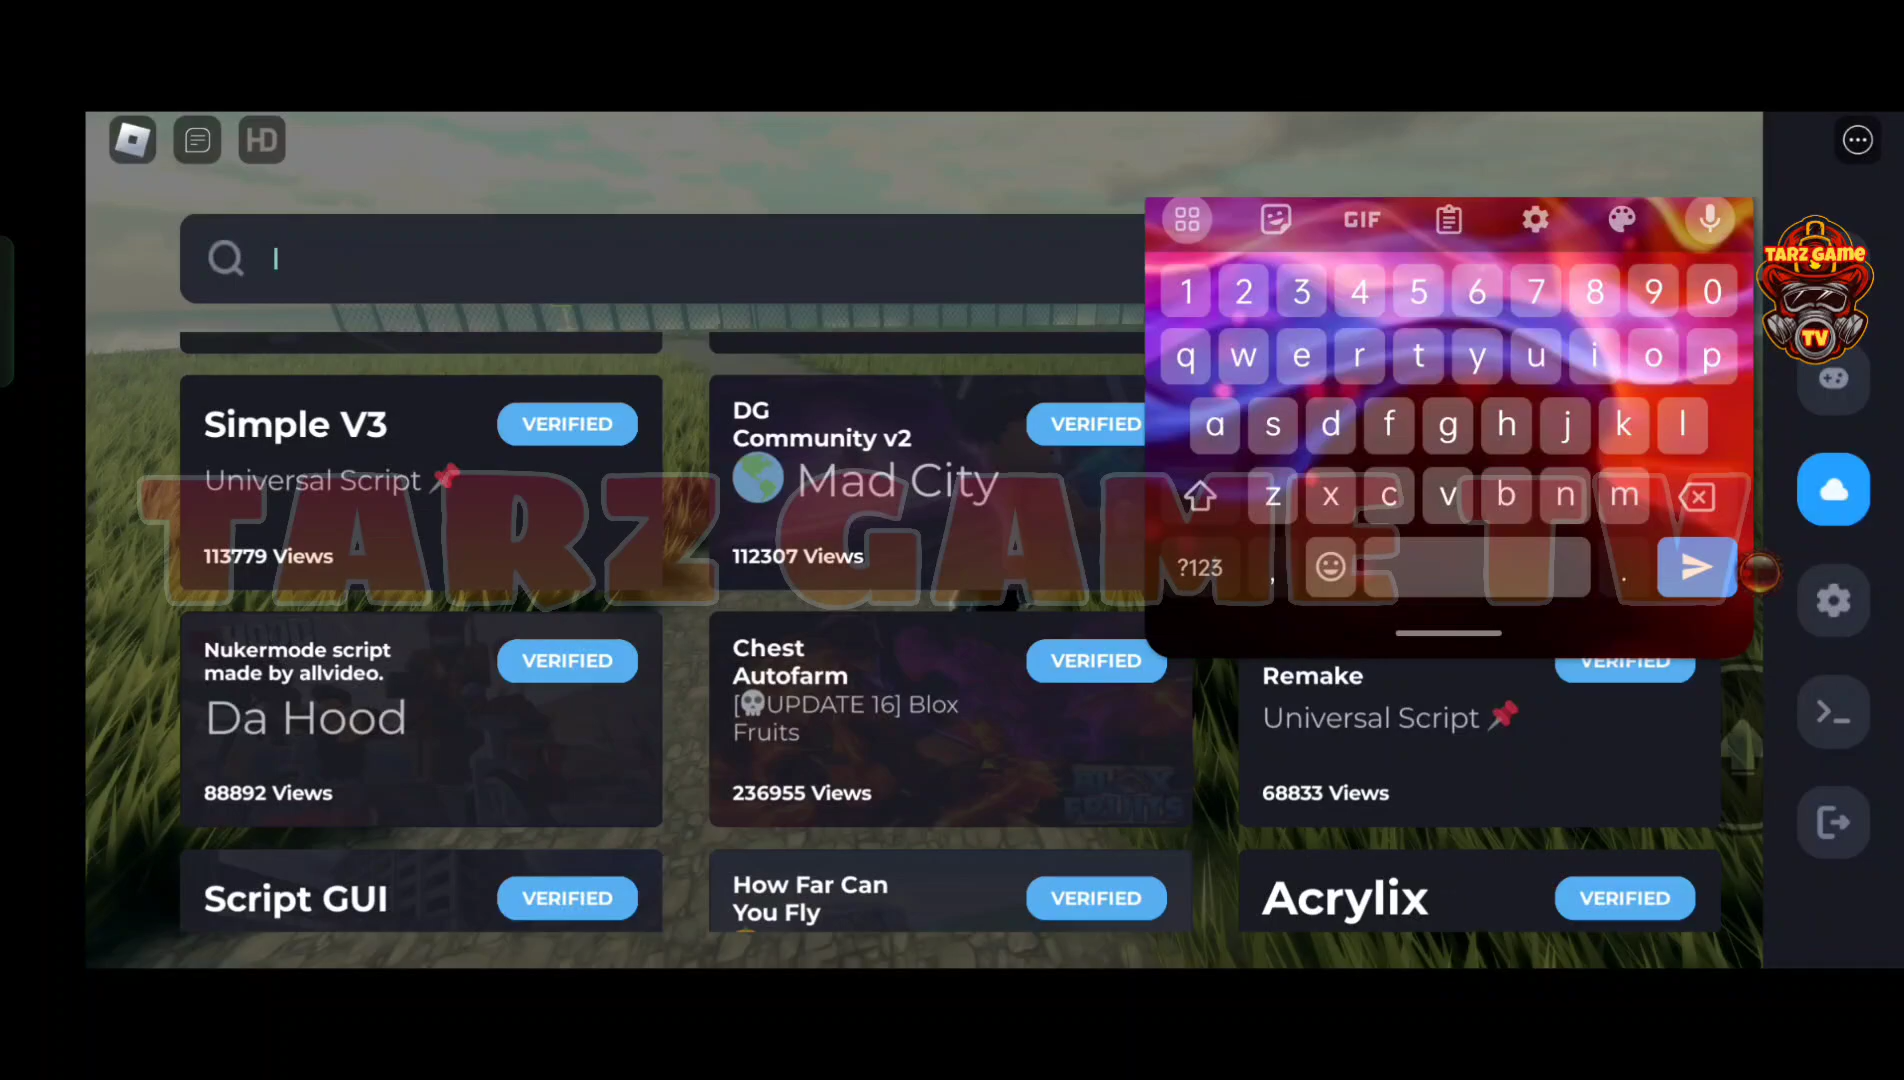 HD
GIF
1 2 3 4 5 6 7 8 9 0
q w e r t y u i o p
a s d f g h j k l
z x c v b n m
?123 , .
TARZ GAME
TV
Simple V3
VERIFIED
Universal Script
113779 Views
DG
Community v2
VERIFIED
Mad City
112307 Views
TARZ GAME TV
Nukermode script
made by allvideo.
VERIFIED
Da Hood
88892 Views
Chest
Autofarm
VERIFIED
[💀UPDATE 16] Blox
Fruits
BLOX
FRUITS
236955 Views
Remake
VERIFIED
Universal Script
68833 Views
Script GUI
VERIFIED
How Far Can
You Fly
VERIFIED
Acrylix
VERIFIED